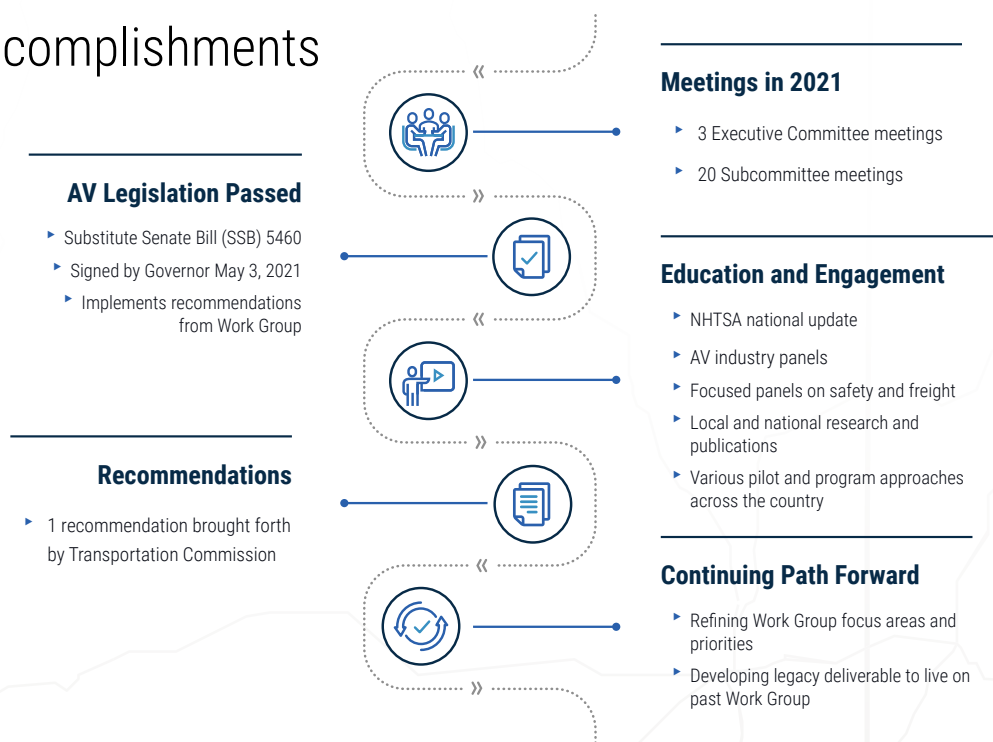 complishments
Meetings in 2021
3 Executive Committee meetings
20 Subcommittee meetings
AV Legislation Passed
Substitute Senate Bill (SSB) 5460
Signed by Governor May 3, 2021
Implements recommendations
from Work Group
Education and Engagement
NHTSA national update
AV industry panels
Focused panels on safety and freight
Local and national research and
publications
Various pilot and program approaches
across the country
Recommendations
1 recommendation brought forth
by Transportation Commission
Continuing Path Forward
Refining Work Group focus areas and
priorities
Developing legacy deliverable to live on
past Work Group